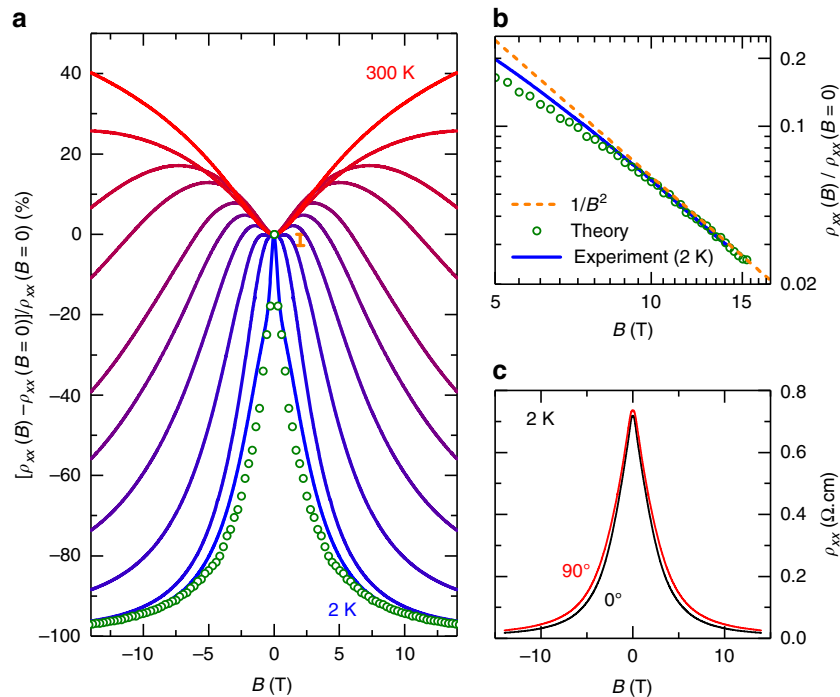 a
[ρxx (B) – ρxx (B = 0)]/ρxx (B = 0) (%)
40
20
0
−20
−40
−60
−80
−100
300 K
2 K
−10
−5
0
5
10
B (T)
b
1/B²
Theory
Experiment (2 K)
5
10
15
B (T)
0.2
0.1
0.02
ρxx (B) / ρxx (B = 0)
c
2 K
90°
0°
−10
0
10
B (T)
0.8
0.6
0.4
0.2
0.0
ρxx (Ω.cm)